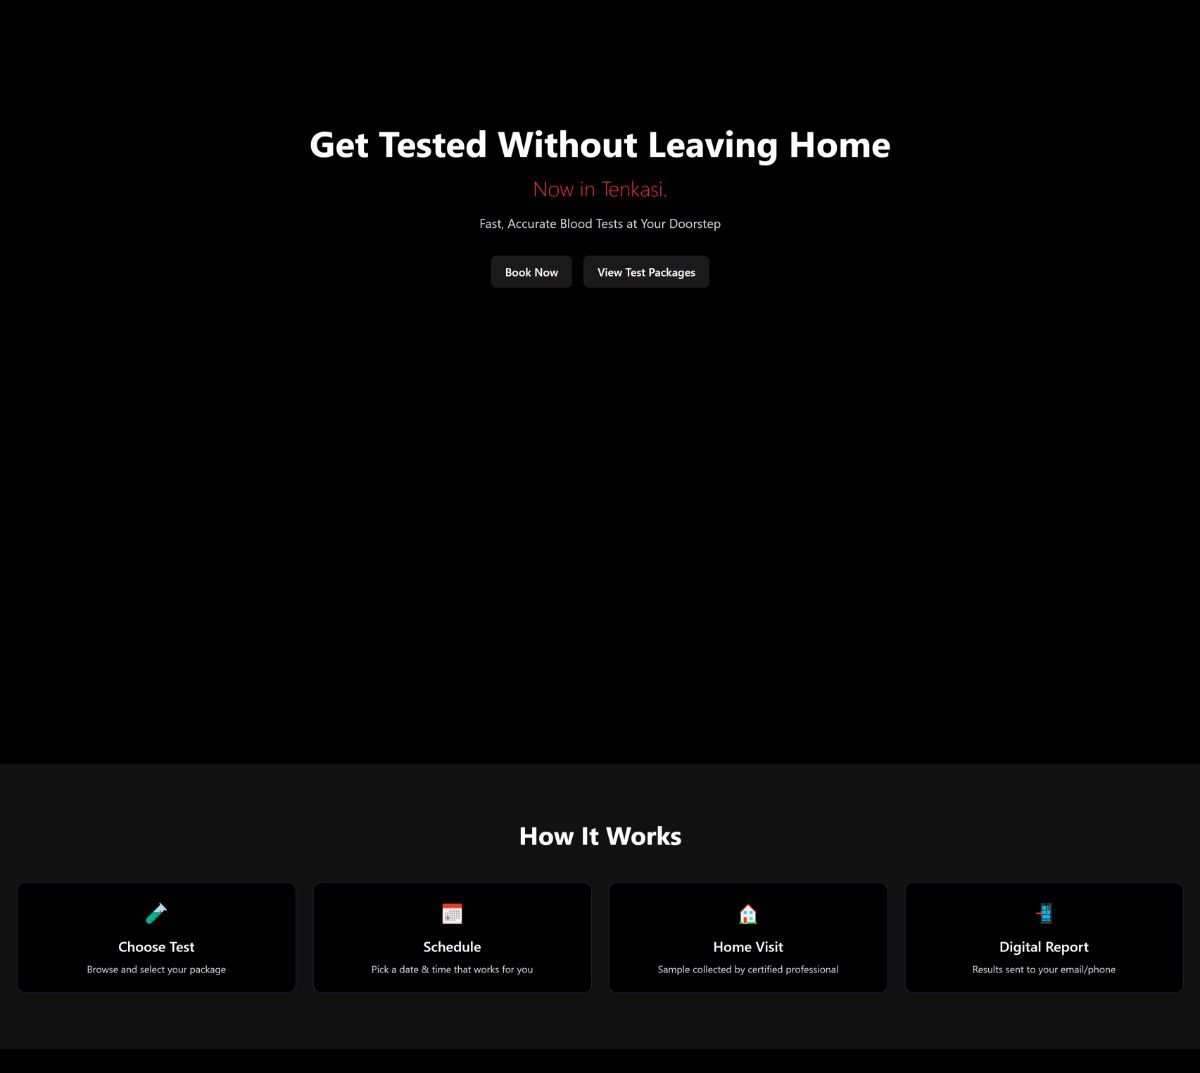 Get Tested Without Leaving Home
Now in Tenkasi.
Fast, Accurate Blood Tests at Your Doorstep
Book Now
View Test Packages
How It Works
Choose Test
Browse and select your package
Schedule
Pick a date & time that works for you
Home Visit
Sample collected by certified professional
Digital Report
Results sent to your email/phone